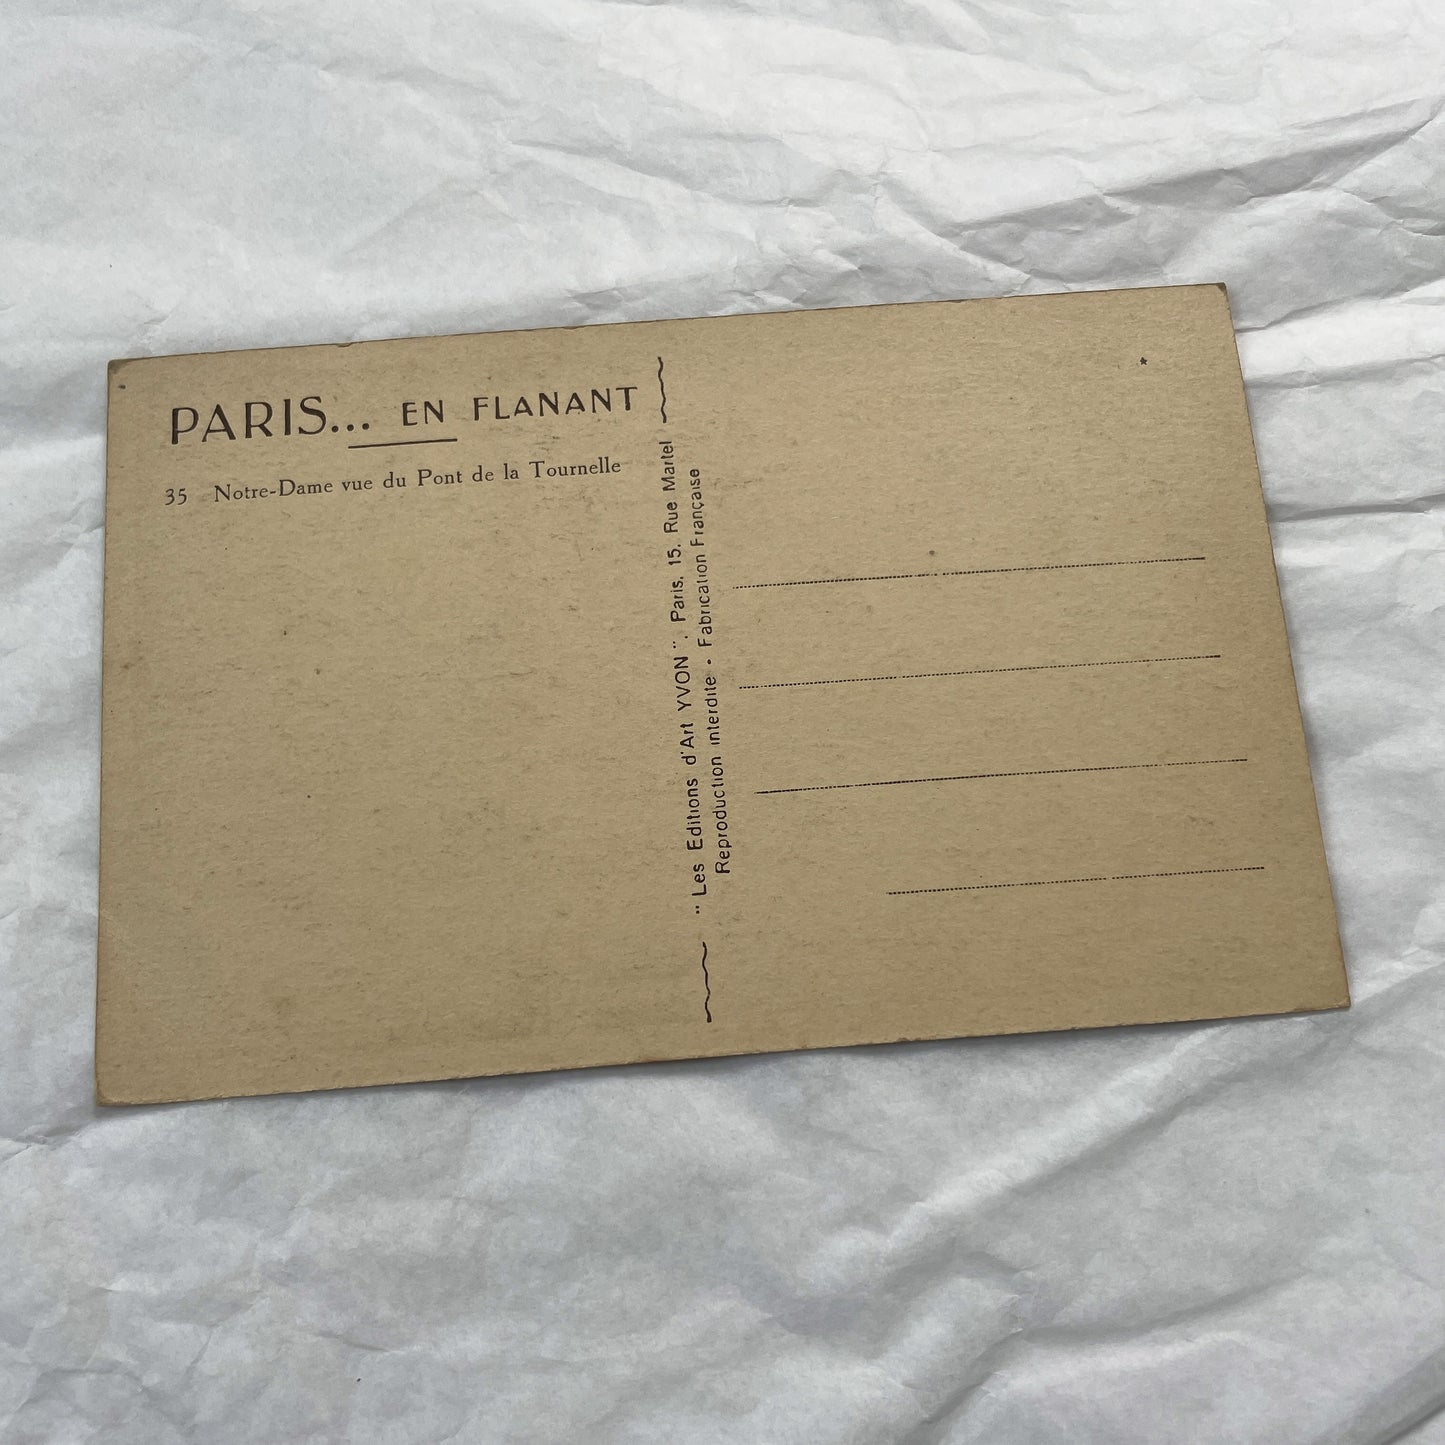 PARIS... EN FLANANT
35 Notre-Dame vue du Pont de la Tournelle
"Les Editions d'Art YVON", Paris, 15, Rue Martel
Reproduction interdite • Fabrication Française